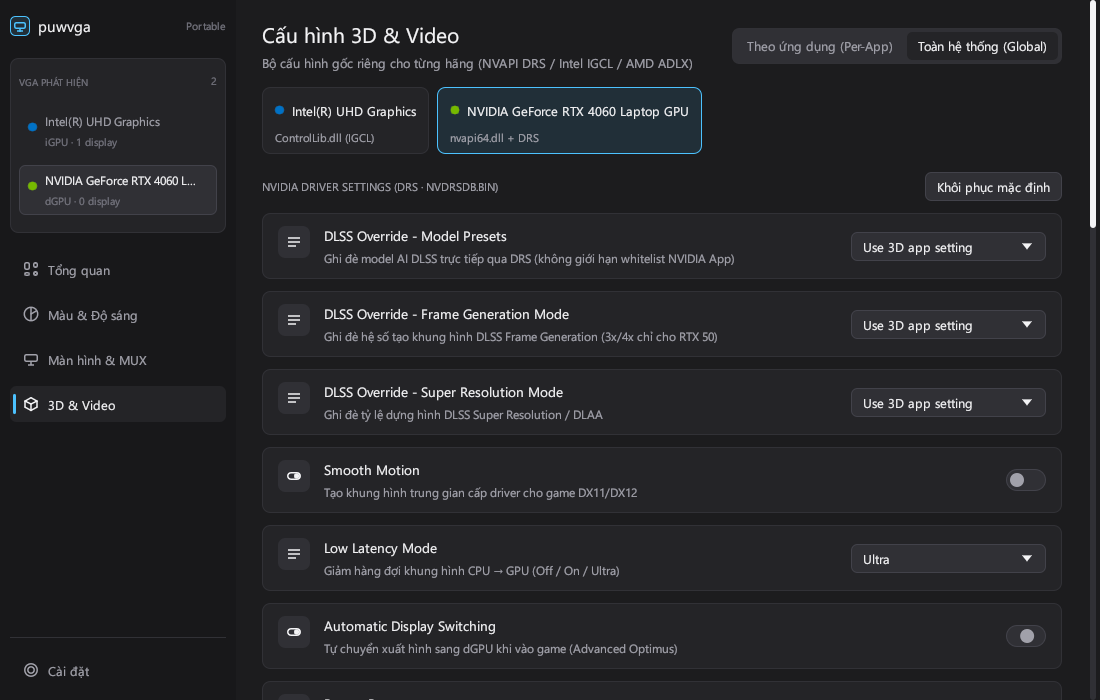 puwvga
Portable
VGA PHÁT HIỆN
2
Intel(R) UHD Graphics
iGPU · 1 display
NVIDIA GeForce RTX 4060 L...
dGPU · 0 display
Tổng quan
Màu & Độ sáng
Màn hình & MUX
3D & Video
Cài đặt
Cấu hình 3D & Video
Bộ cấu hình gốc riêng cho từng hãng (NVAPI DRS / Intel IGCL / AMD ADLX)
Theo ứng dụng (Per-App)
Toàn hệ thống (Global)
Intel(R) UHD Graphics
ControlLib.dll (IGCL)
NVIDIA GeForce RTX 4060 Laptop GPU
nvapi64.dll + DRS
NVIDIA DRIVER SETTINGS (DRS · NVDRSDB.BIN)
Khôi phục mặc định
DLSS Override - Model Presets
Ghi đè model AI DLSS trực tiếp qua DRS (không giới hạn whitelist NVIDIA App)
Use 3D app setting
DLSS Override - Frame Generation Mode
Ghi đè hệ số tạo khung hình DLSS Frame Generation (3x/4x chỉ cho RTX 50)
Use 3D app setting
DLSS Override - Super Resolution Mode
Ghi đè tỷ lệ dựng hình DLSS Super Resolution / DLAA
Use 3D app setting
Smooth Motion
Tạo khung hình trung gian cấp driver cho game DX11/DX12
Low Latency Mode
Giảm hàng đợi khung hình CPU → GPU (Off / On / Ultra)
Ultra
Automatic Display Switching
Tự chuyển xuất hình sang dGPU khi vào game (Advanced Optimus)